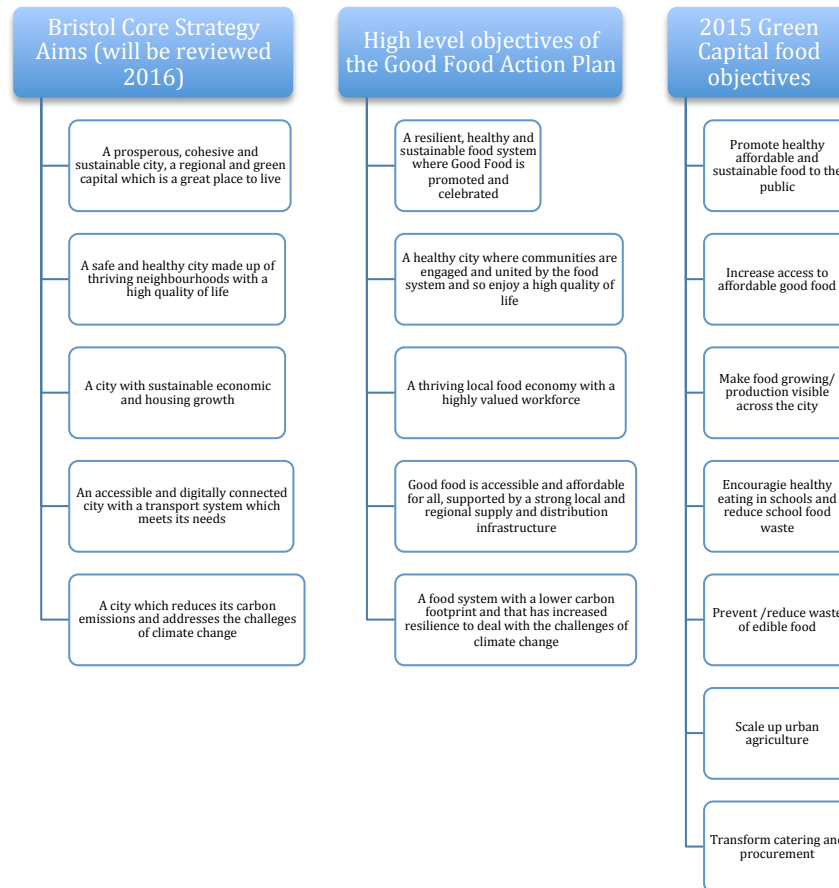 Bristol Core Strategy
Aims (will be reviewed
2016)
A prosperous, cohesive and
sustainable city, a regional and green
capital which is a great place to live
A safe and healthy city made up of
thriving neighbourhoods with a
high quality of life
A city with sustainable economic
and housing growth
An accessible and digitally connected
city with a transport system which
meets its needs
A city which reduces its carbon
emissions and addresses the challeges
of climate change
High level objectives of
the Good Food Action Plan
A resilient, healthy and
sustainable food system
where Good Food is
promoted and
celebrated
A healthy city where communities are
engaged and united by the food
system and so enjoy a high quality of
life
A thriving local food economy with a
highly valued workforce
Good food is accessible and affordable
for all, supported by a strong local and
regional supply and distribution
infrastructure
A food system with a lower carbon
footprint and that has increased
resilience to deal with the challenges of
climate change
2015 Green
Capital food
objectives
Promote healthy
affordable and
sustainable food to the
public
Increase access to
affordable good food
Make food growing/
production visible
across the city
Encouragie healthy
eating in schools and
reduce school food
waste
Prevent /reduce waste
of edible food
Scale up urban
agriculture
Transform catering and
procurement